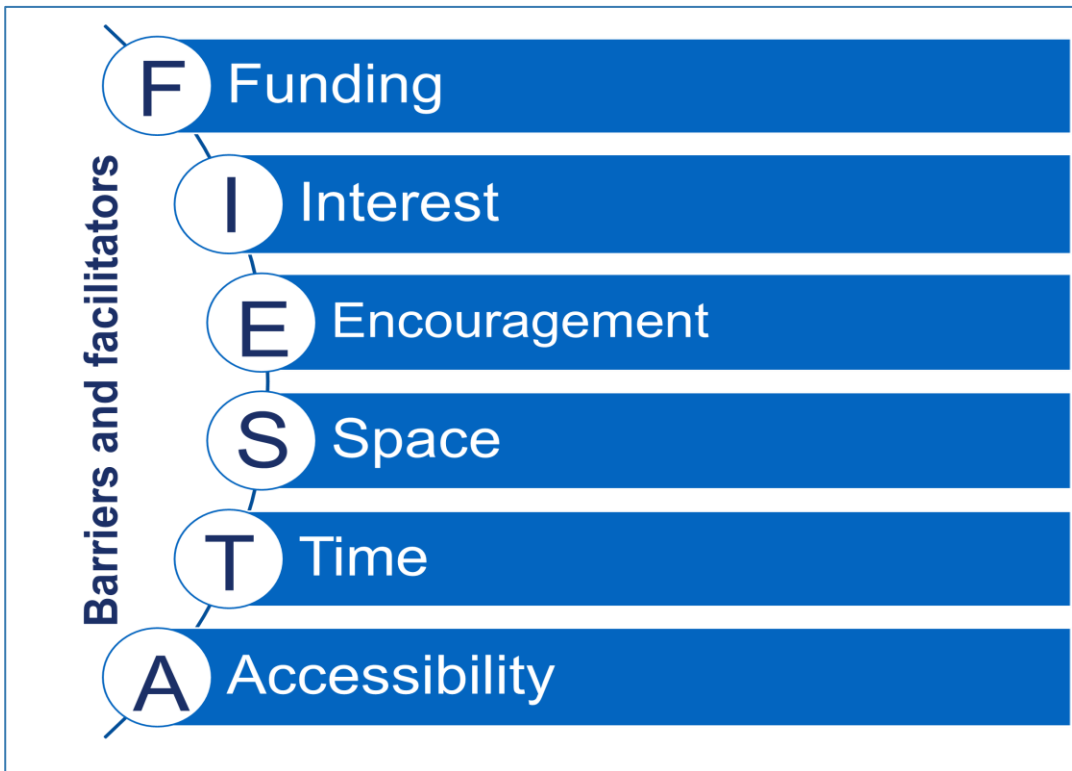 Barriers and facilitators
F Funding
I Interest
E Encouragement
S Space
T Time
A Accessibility